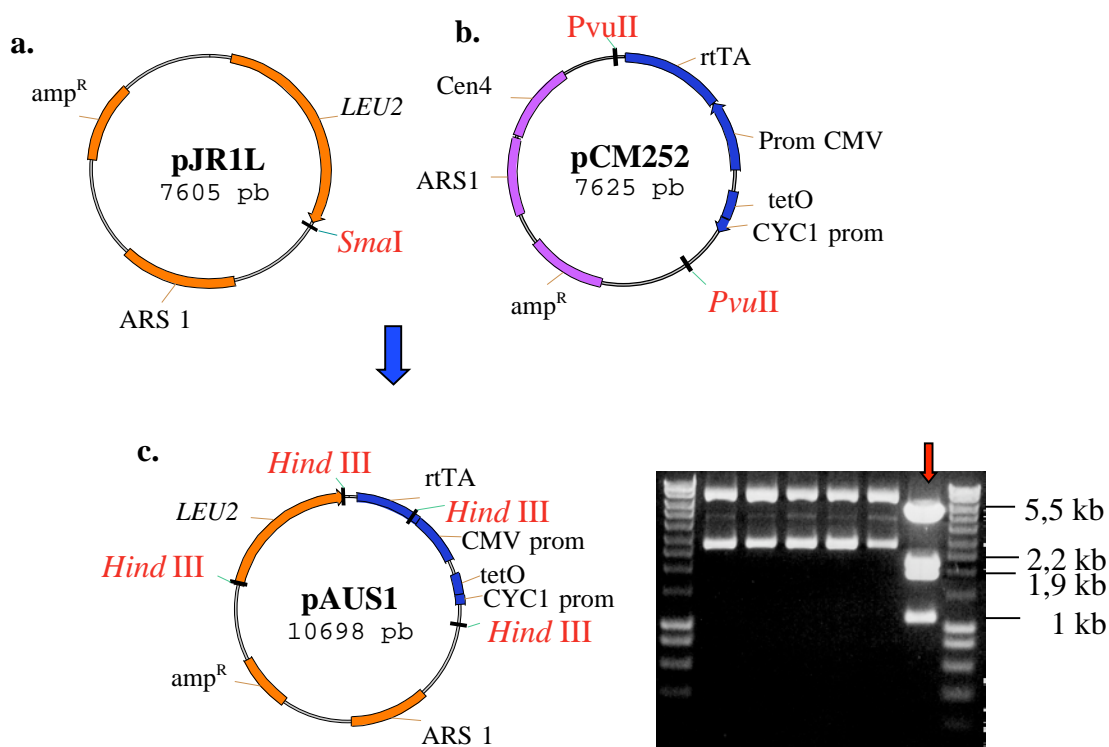 a.
amp^R
LEU2
pJR1L
7605 pb
SmaI
ARS 1
b.
PvuII
rtTA
Cen4
Prom CMV
pCM252
7625 pb
ARS1
tetO
CYC1 prom
amp^R
PvuII
c.
Hind III
rtTA
LEU2
Hind III
CMV prom
Hind III
tetO
CYC1 prom
pAUS1
10698 pb
Hind III
amp^R
ARS 1
5,5 kb
2,2 kb
1,9 kb
1 kb